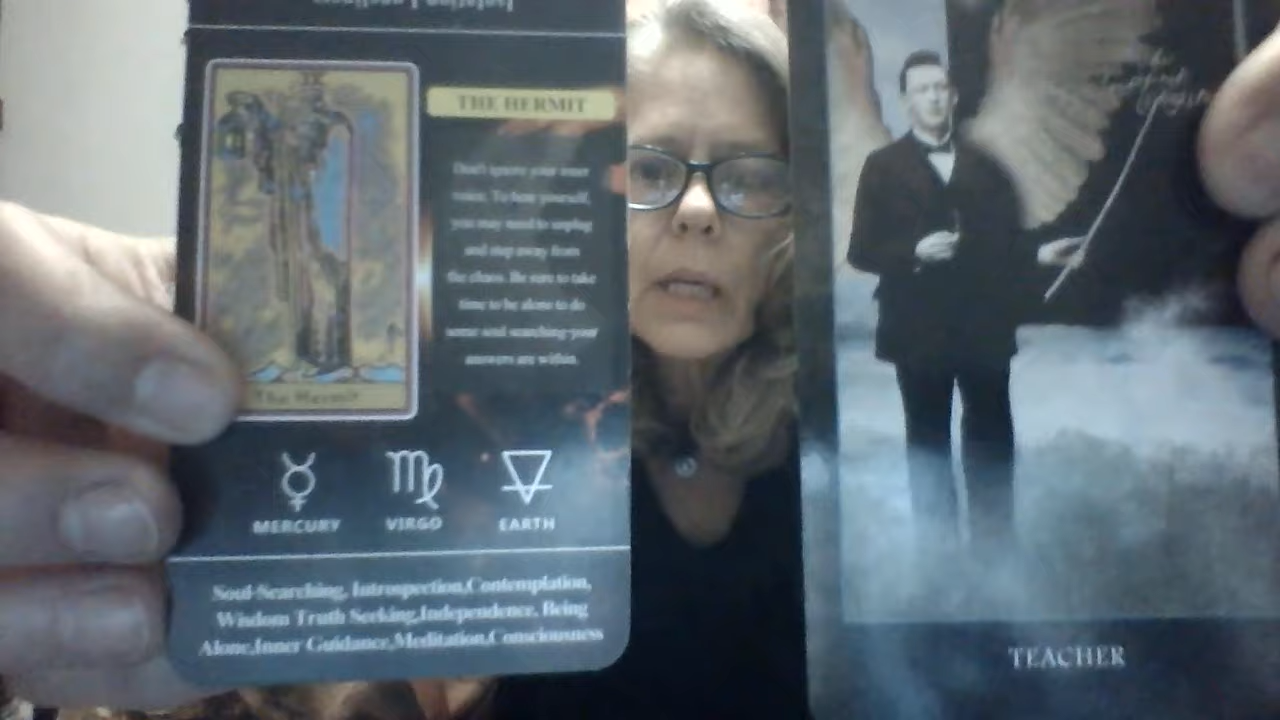 THE HERMIT
Don't ignore your inner
voice. To hear yourself,
you may need to unplug
and step away from
the chaos. Be sure to take
time to be alone to do
some soul searching-your
answers are within.
The Hermit
MERCURY VIRGO EARTH
Soul-Searching, Introspection,Contemplation,
Wisdom Truth Seeking,Independence, Being
Alone,Inner Guidance,Meditation,Consciousness
TEACHER